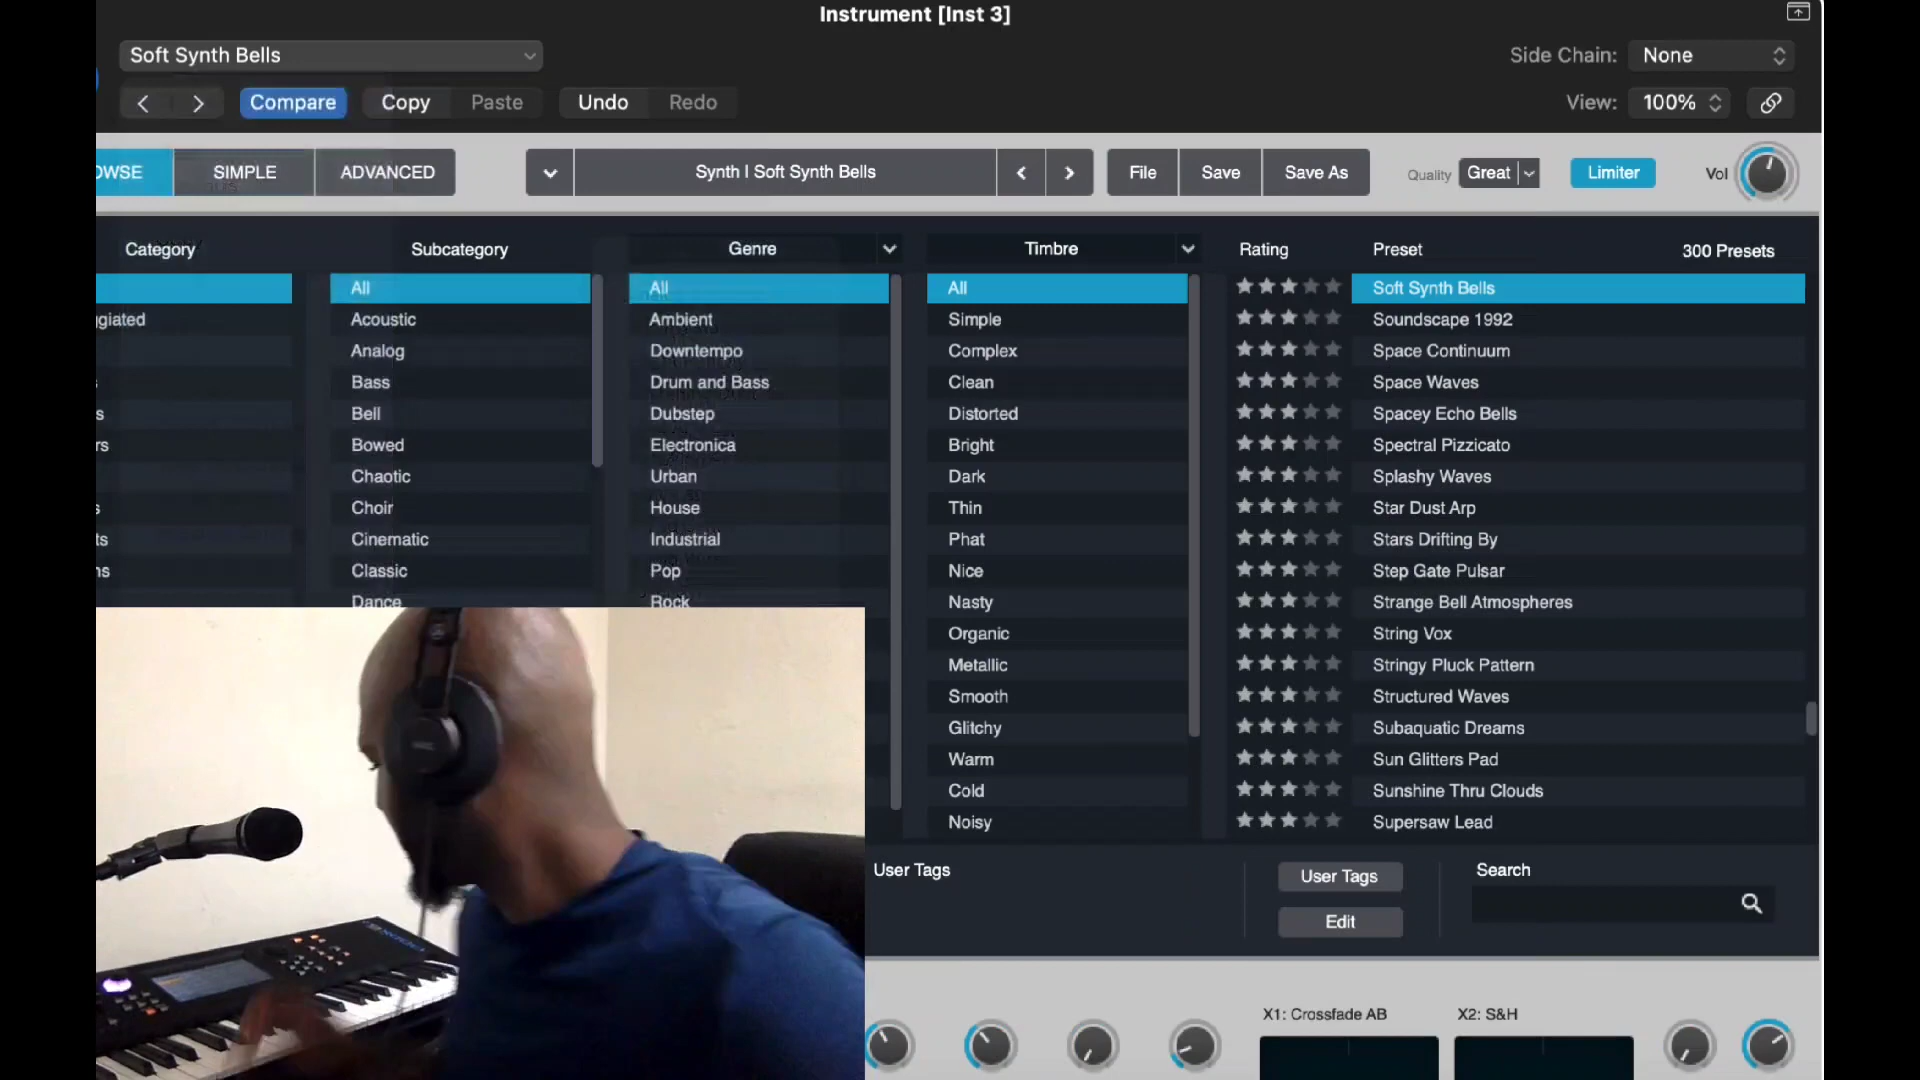 Instrument [Inst 3]
Soft Synth Bells
Side Chain: None
Compare Copy Paste Undo Redo
View: 100%
OWSE SIMPLE ADVANCED Synth | Soft Synth Bells File Save Save As Quality Great Limiter Vol
Category Subcategory Genre Timbre Rating Preset 300 Presets
All All All Soft Synth Bells
ggiated Acoustic Ambient Simple Soundscape 1992
Analog Downtempo Complex Space Continuum
s Bass Drum and Bass Clean Space Waves
s Bell Dubstep Distorted Spacey Echo Bells
rs Bowed Electronica Bright Spectral Pizzicato
Chaotic Urban Dark Splashy Waves
s Choir House Thin Star Dust Arp
ts Cinematic Industrial Phat Stars Drifting By
ns Classic Pop Nice Step Gate Pulsar
Dance Rock Nasty Strange Bell Atmospheres
Organic String Vox
Metallic Stringy Pluck Pattern
Smooth Structured Waves
Glitchy Subaquatic Dreams
Warm Sun Glitters Pad
Cold Sunshine Thru Clouds
Noisy Supersaw Lead
User Tags User Tags Search
Edit
X1: Crossfade AB X2: S&H